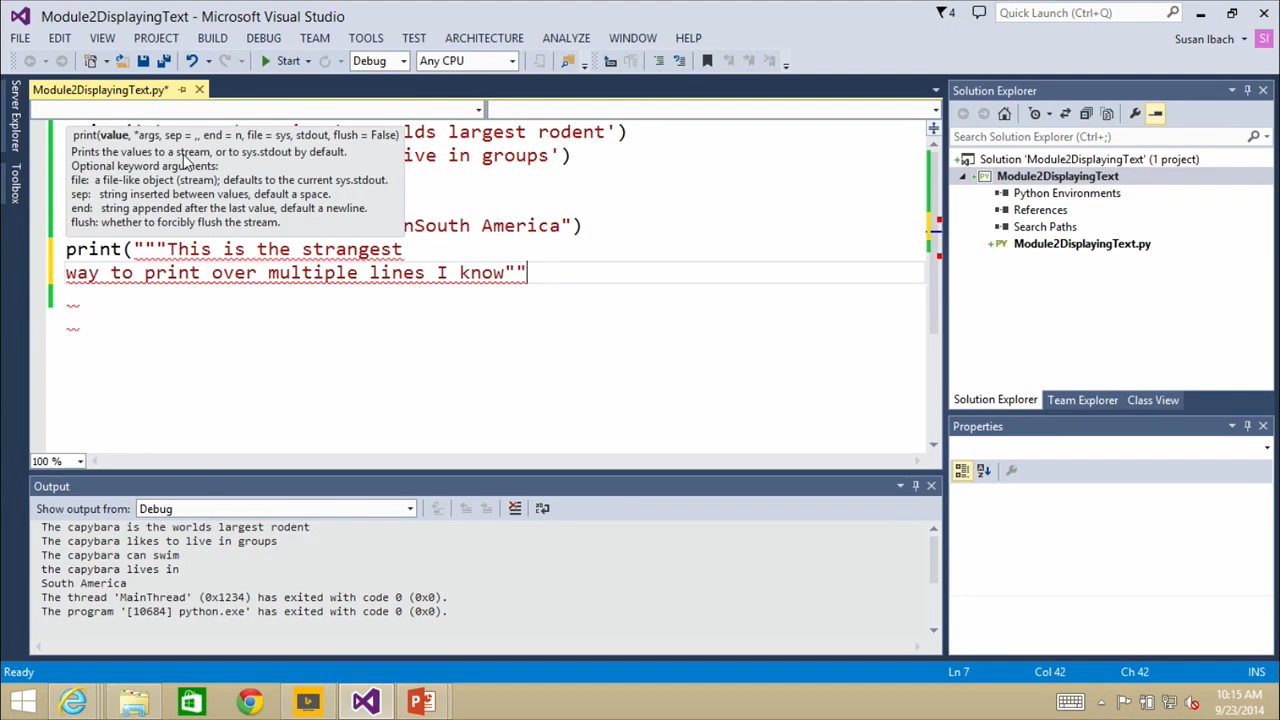 Module2DisplayingText - Microsoft Visual Studio
4
Quick Launch (Ctrl+Q)
FILE EDIT VIEW PROJECT BUILD DEBUG TEAM TOOLS TEST ARCHITECTURE ANALYZE WINDOW HELP
Susan Ibach
SI
Start Debug Any CPU
Server Explorer
Toolbox
Module2DisplayingText.py*
orlds largest rodent')
ive in groups')
nSouth America")
print(value, *args, sep = ,, end = n, file = sys, stdout, flush = False)
Prints the values to a stream, or to sys.stdout by default.
Optional keyword arguments:
file: a file-like object (stream); defaults to the current sys.stdout.
sep: string inserted between values, default a space.
end: string appended after the last value, default a newline.
flush: whether to forcibly flush the stream.
print("""This is the strangest
way to print over multiple lines I know""
100 %
Output
Show output from: Debug
The capybara is the worlds largest rodent
The capybara likes to live in groups
The capybara can swim
the capybara lives in
South America
The thread 'MainThread' (0x1234) has exited with code 0 (0x0).
The program '[10684] python.exe' has exited with code 0 (0x0).
Solution Explorer
Search Solution Explorer (Ctrl+;)
Solution 'Module2DisplayingText' (1 project)
Module2DisplayingText
Python Environments
References
Search Paths
PY Module2DisplayingText.py
Solution Explorer Team Explorer Class View
Properties
Ready
Ln 7 Col 42 Ch 42 INS
10:15 AM
9/23/2014